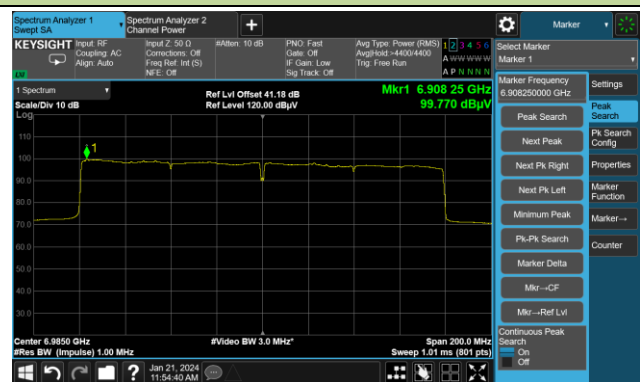 Spectrum Analyzer 1
Swept SA
Spectrum Analyzer 2
Channel Power
Marker
KEYSIGHT
Input: RF
Coupling: AC
Align: Auto
Input Z: 50 Ω
Corrections: Off
Freq Ref: Int (S)
NFE: Off
#Atten: 10 dB
PNO: Fast
Gate: Off
IF Gain: Low
Sig Track: Off
Avg Type: Power (RMS)
Avg|Hold:>4400/4400
Trig: Free Run
1 2 3 4 5 6
A W W W W W
A P N N N N
LW
Select Marker
Marker 1
1 Spectrum
Scale/Div 10 dB
Log
Ref Lvl Offset 41.18 dB
Ref Level 120.00 dBµV
Mkr1 6.908 25 GHz
99.770 dBµV
Marker Frequency
6.908250000 GHz
Settings
Peak Search
Peak
Search
Next Peak
Pk Search
Config
Next Pk Right
Properties
Next Pk Left
Marker
Function
Minimum Peak
Marker→
Pk-Pk Search
Counter
Marker Delta
Mkr→CF
Mkr→Ref Lvl
Continuous Peak
Search
On
Off
1
110
100
90.0
80.0
70.0
60.0
50.0
40.0
30.0
Center 6.9850 GHz
#Res BW (Impulse) 1.00 MHz
#Video BW 3.0 MHz*
Span 200.0 MHz
Sweep 1.01 ms (801 pts)
?
Jan 21, 2024
11:54:40 AM